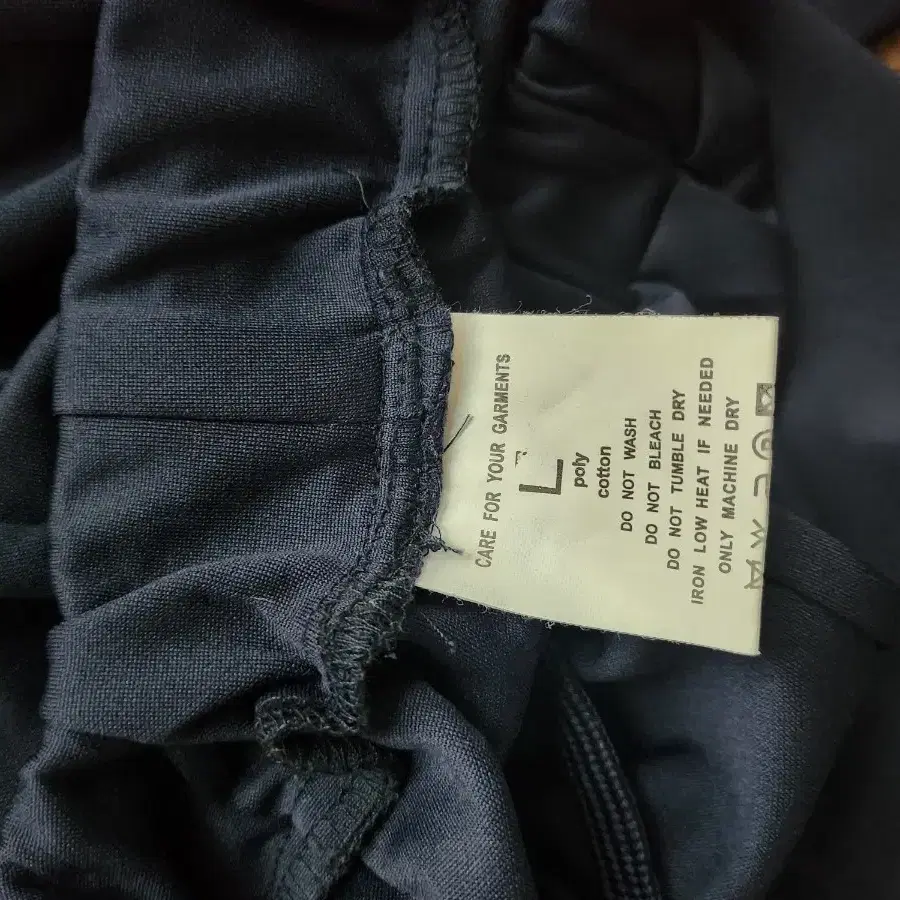 CARE FOR YOUR GARMENTS
L
poly
cotton
DO NOT WASH
DO NOT BLEACH
DO NOT TUMBLE DRY
IRON LOW HEAT IF NEEDED
ONLY MACHINE DRY